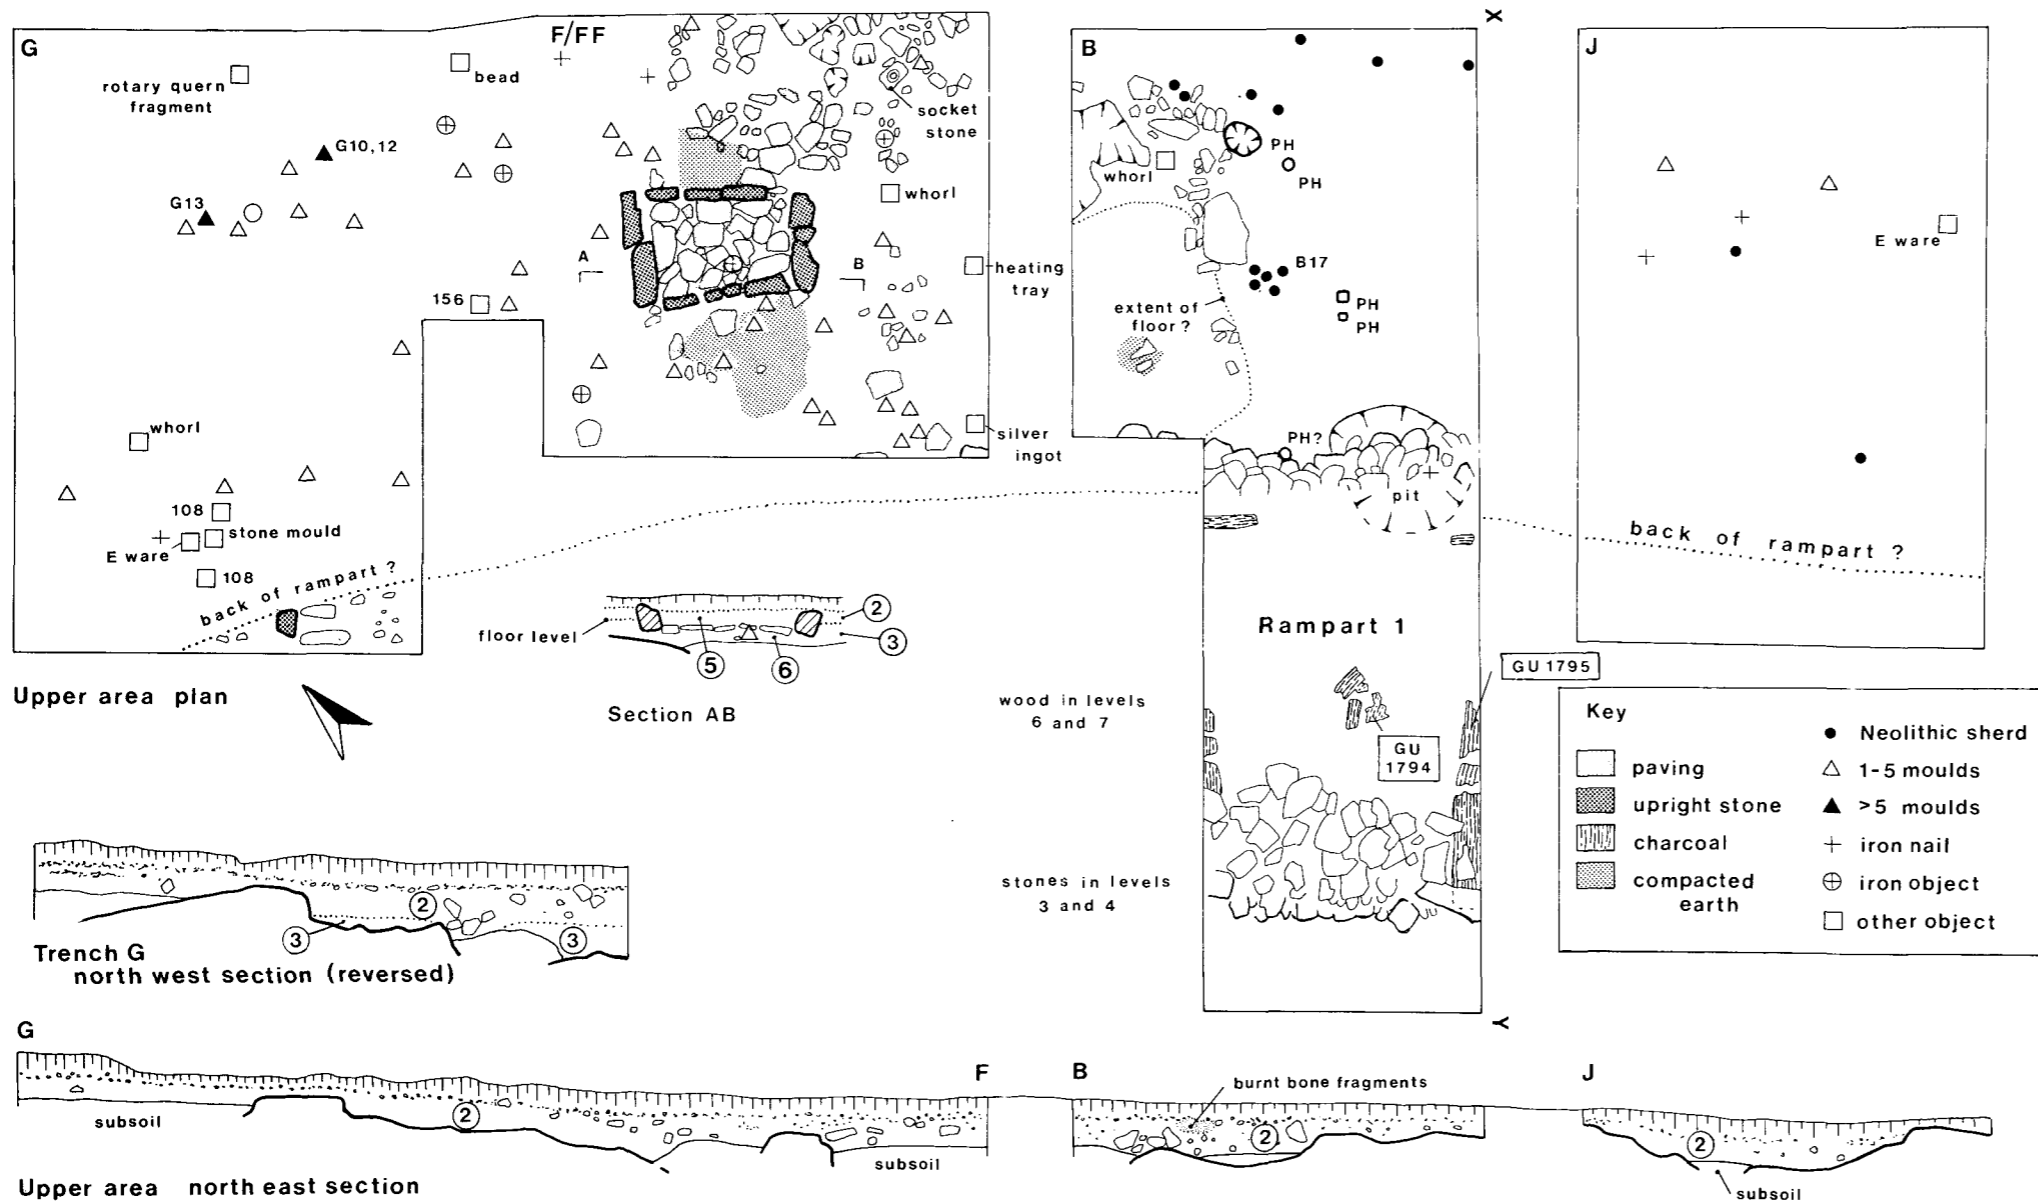 G
rotary quern
fragment
G10,12
G13
bead
F/FF
socket
stone
whorl
A
B
heating
tray
156
silver
ingot
whorl
108
stone mould
E ware
108
back of rampart ?
X
B
PH
PH
whorl
B17
PH
PH
extent of
floor ?
PH?
pit
J
E ware
back of rampart ?
floor level
2
3
5
6
Upper area plan
Section AB
Rampart 1
wood in levels
6 and 7
GU 1795
GU
1794
stones in levels
3 and 4
Y
Key
paving
upright stone
charcoal
compacted
earth
Neolithic sherd
1-5 moulds
>5 moulds
iron nail
iron object
other object
2
3
3
Trench G
north west section (reversed)
G
F
B
J
burnt bone fragments
subsoil
2
subsoil
2
2
subsoil
Upper area north east section